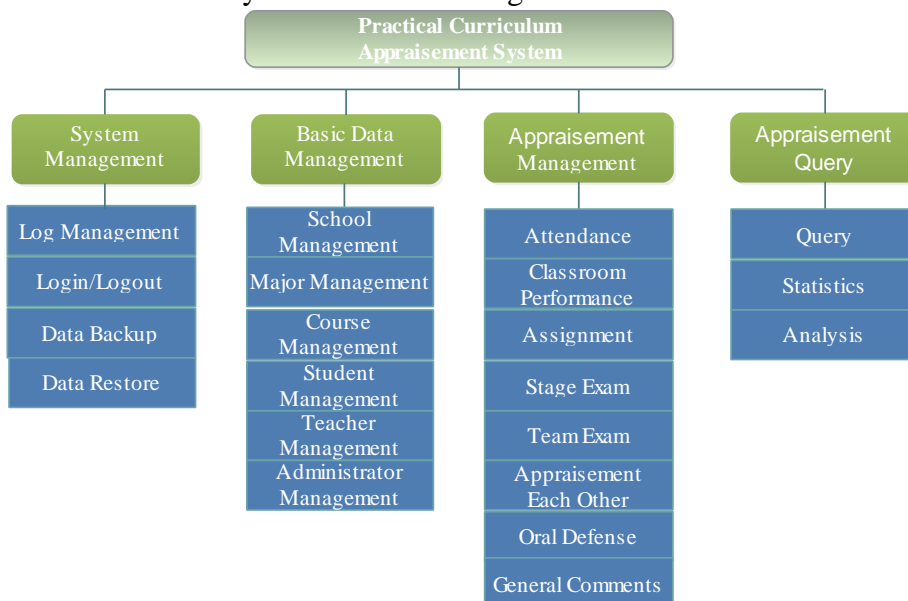 Practical Curriculum
Appraisement System
System
Management
Basic Data
Management
Appraisement
Management
Appraisement
Query
Log Management
Login/Logout
Data Backup
Data Restore
School
Management
Major Management
Course
Management
Student
Management
Teacher
Management
Administrator
Management
Attendance
Classroom
Performance
Assignment
Stage Exam
Team Exam
Appraisement
Each Other
Oral Defense
General Comments
Query
Statistics
Analysis